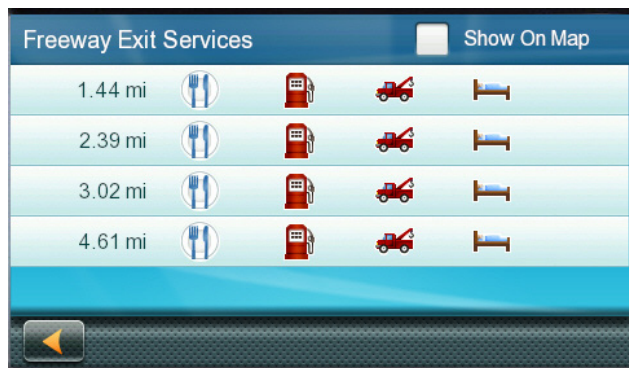 Freeway Exit Services
Show On Map
1.44 mi
2.39 mi
3.02 mi
4.61 mi